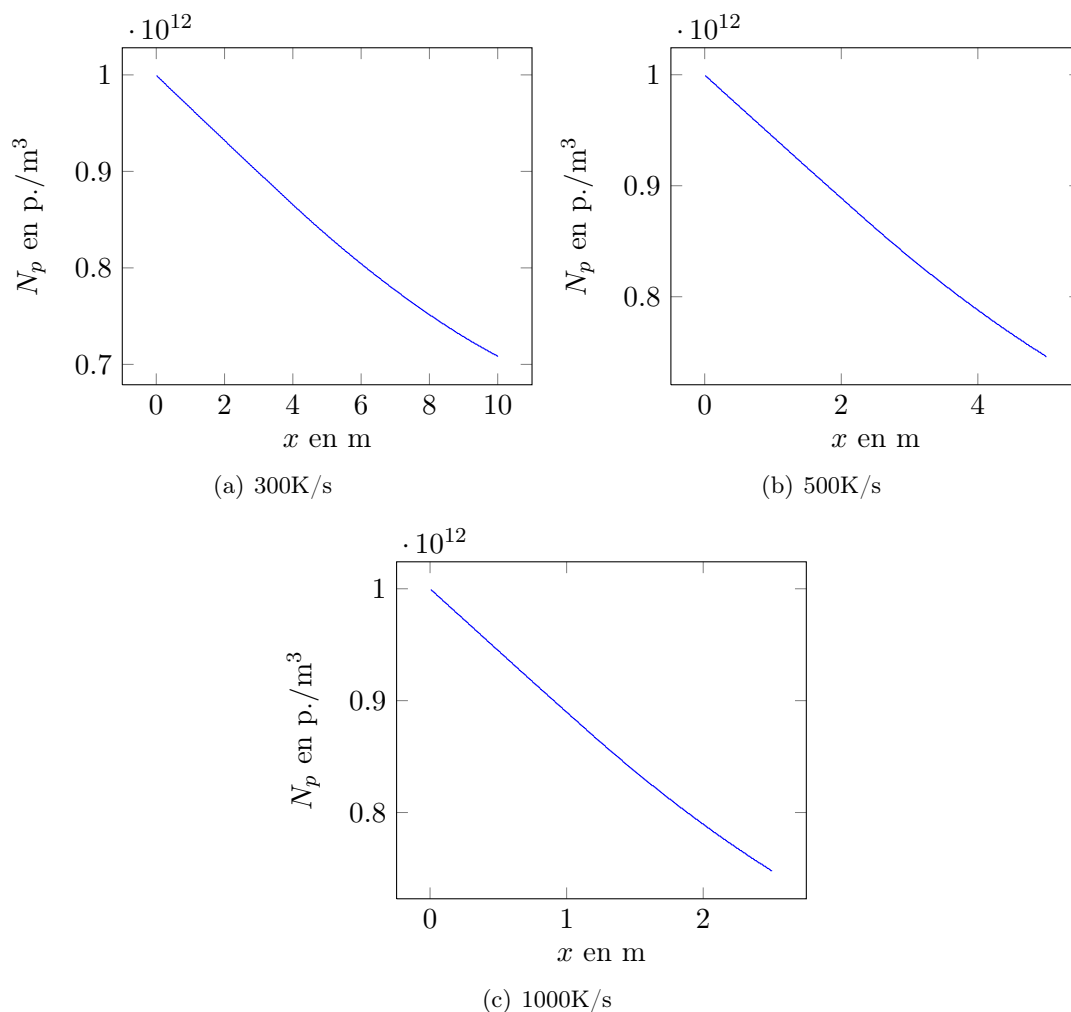 · 10^12
1
0.9
0.8
0.7
N_p en p./m^3
0 2 4 6 8 10
x en m
(a) 300K/s
· 10^12
1
0.9
0.8
N_p en p./m^3
0 2 4
x en m
(b) 500K/s
· 10^12
1
0.9
0.8
N_p en p./m^3
0 1 2
x en m
(c) 1000K/s